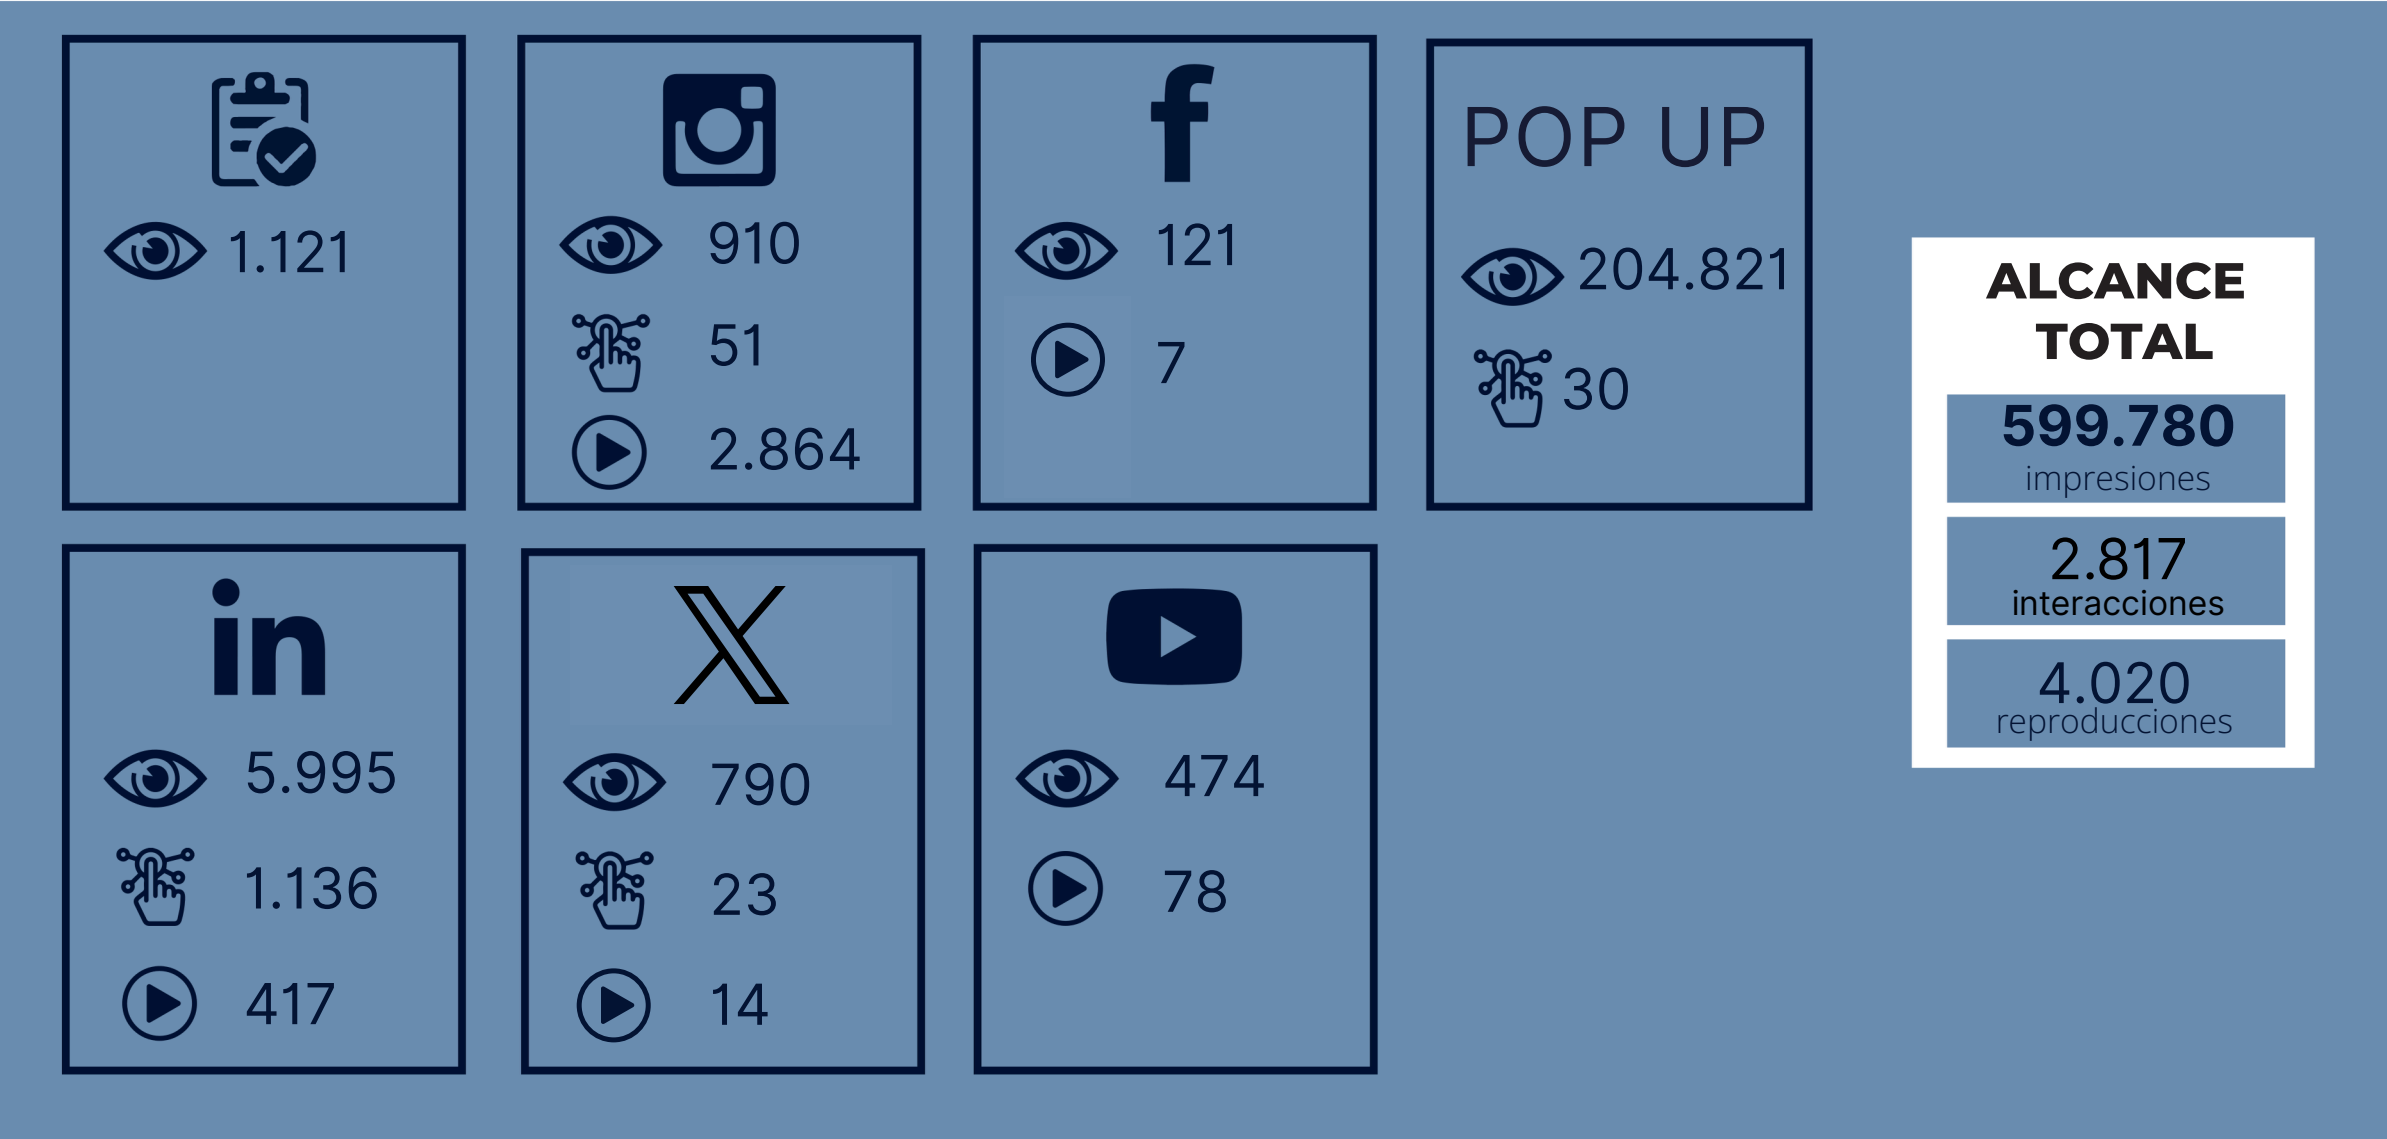 1.121
910
51
2.864
121
7
POP UP
204.821
30
in
5.995
1.136
417
790
23
14
474
78
ALCANCE
TOTAL
599.780
impresiones
2.817
interacciones
4.020
reproducciones